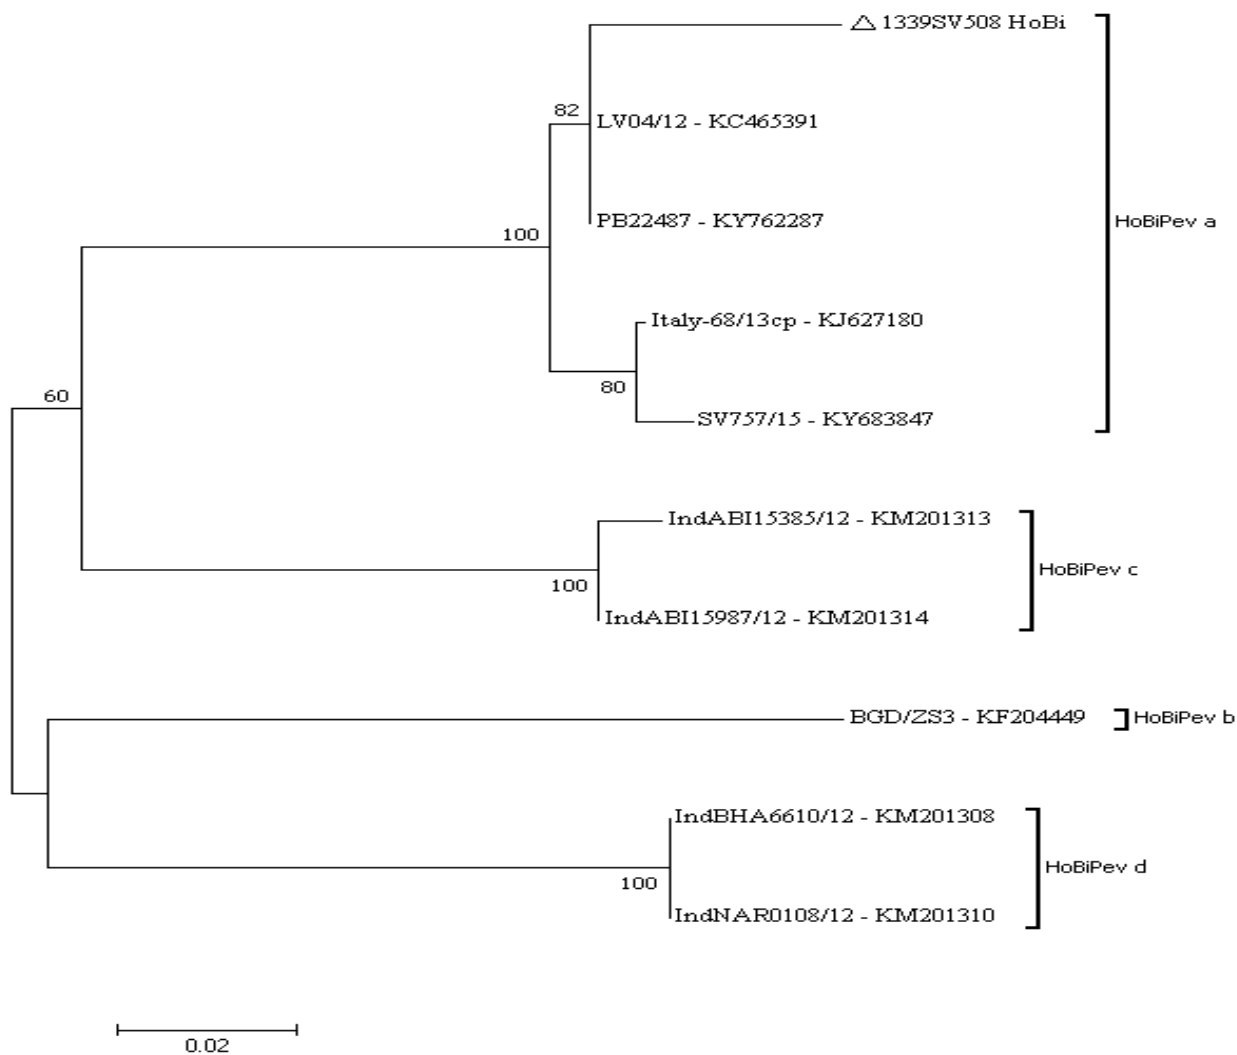 △ 1339SV508 HoBi
82
LV04/12 - KC465391
PB22487 - KY762287
HoBiPev a
100
Italy-68/13cp - KJ627180
80
60
SV757/15 - KY683847
IndABI15385/12 - KM201313
HoBiPev c
100
IndABI15987/12 - KM201314
BGD/ZS3 - KF204449
HoBiPev b
IndBHA6610/12 - KM201308
HoBiPev d
100
IndNAR0108/12 - KM201310
0.02